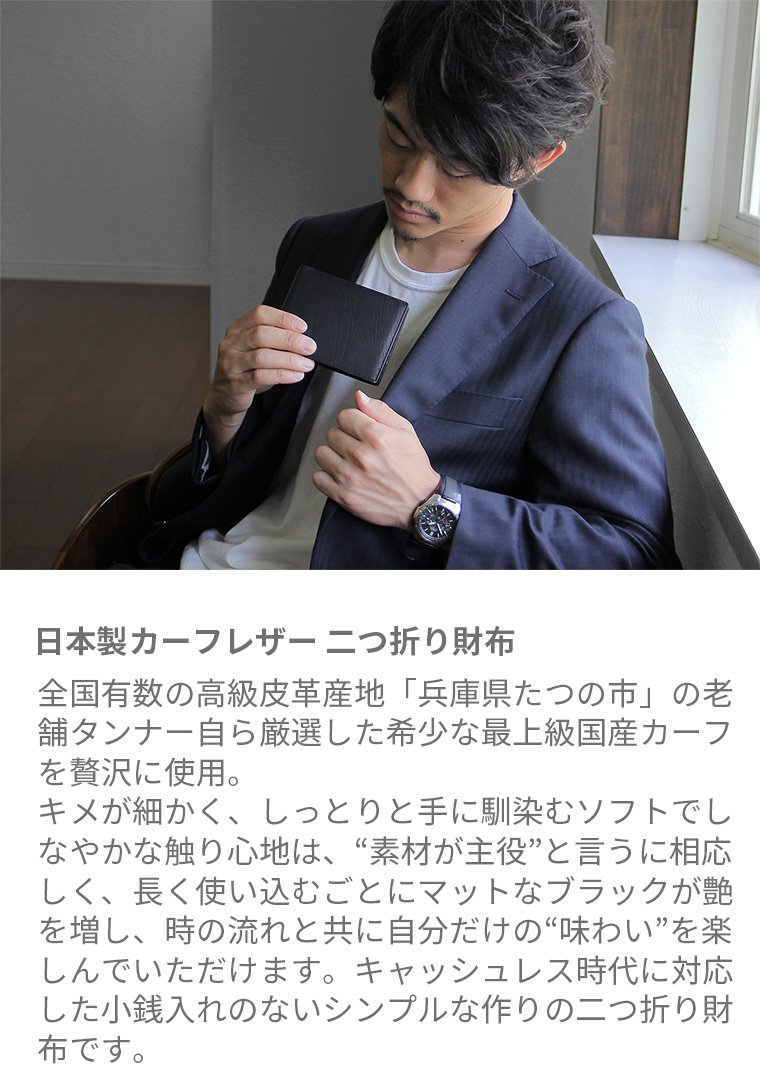 日本製カーフレザー 二つ折り財布
全国有数の高級皮革産地「兵庫県たつの市」の老
舗タンナー自ら厳選した希少な最上級国産カーフ
を贅沢に使用。
キメが細かく、しっとりと手に馴染むソフトでし
なやかな触り心地は、“素材が主役”と言うに相応
しく、長く使い込むごとにマットなブラックが艶
を増し、時の流れと共に自分だけの“味わい”を楽
しんでいただけます。キャッシュレス時代に対応
した小銭入れのないシンプルな作りの二つ折り財
布です。